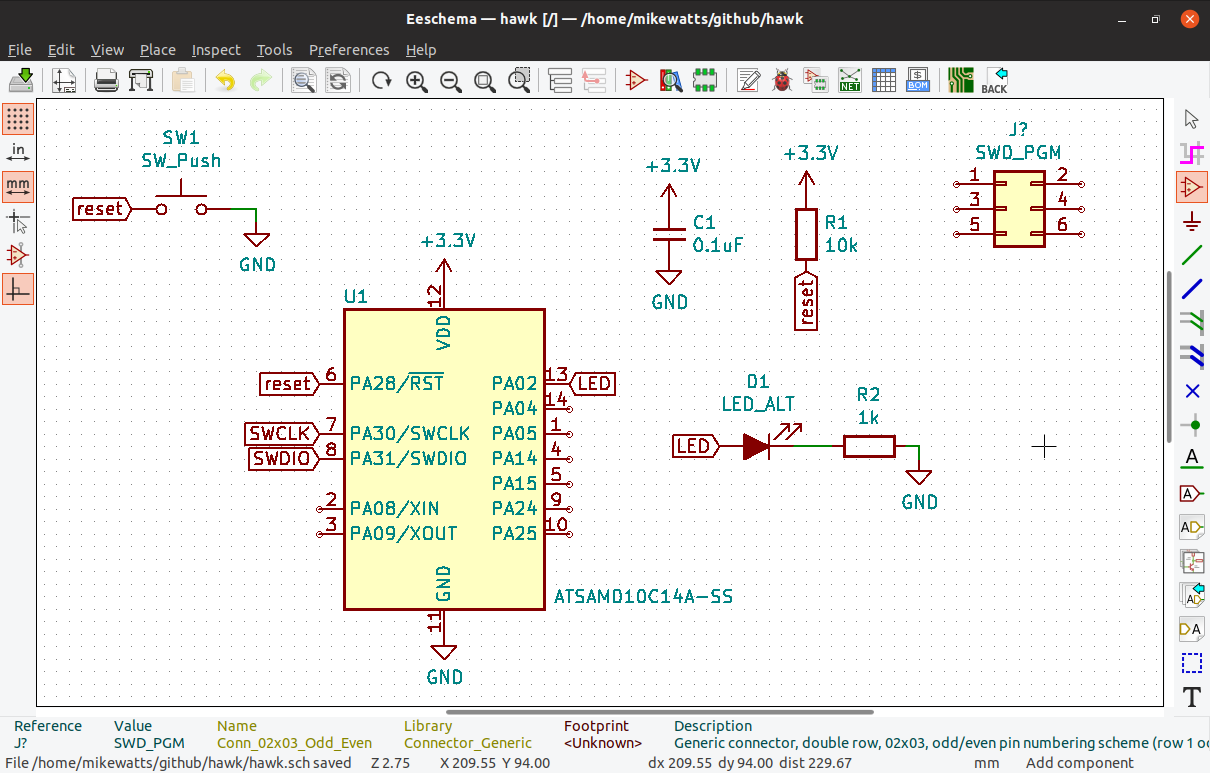 Eeschema — hawk [/] — /home/mikewatts/github/hawk
File Edit View Place Inspect Tools Preferences Help
NET
BOM
BACK
in
mm
SW1
SW_Push
reset
GND
+3.3V
U1
12
VDD
6 PA28/RST
reset
7 PA30/SWCLK
SWCLK
8 PA31/SWDIO
SWDIO
2 PA08/XIN
3 PA09/XOUT
PA02 13
LED
PA04 14
PA05 1
PA14 4
PA15 5
PA24 9
PA25 10
GND
11
GND
ATSAMD10C14A-SS
+3.3V
C1
0.1uF
GND
+3.3V
R1
10k
reset
J?
SWD_PGM
1 2
3 4
5 6
D1
LED_ALT
LED
R2
1k
GND
A
A
AD
AD
DA
T
Reference Value Name Library Footprint Description
J? SWD_PGM Conn_02x03_Odd_Even Connector_Generic <Unknown> Generic connector, double row, 02x03, odd/even pin numbering scheme (row 1 o
File /home/mikewatts/github/hawk/hawk.sch saved Z 2.75 X 209.55 Y 94.00 dx 209.55 dy 94.00 dist 229.67 mm Add component